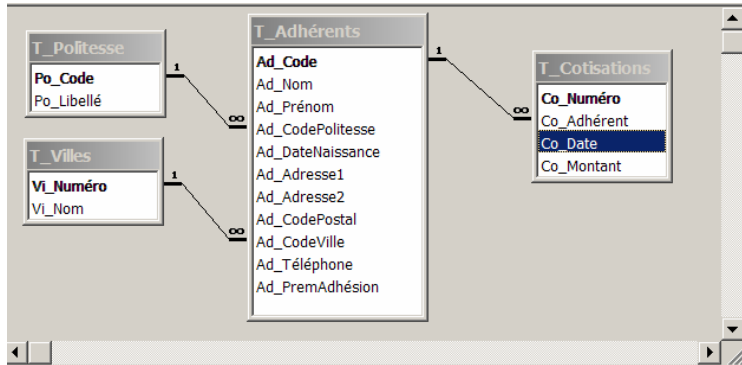 T_Politesse
Po_Code
Po_Libellé
1
∞
T_Villes
Vi_Numéro
Vi_Nom
1
∞
T_Adhérents
Ad_Code
Ad_Nom
Ad_Prénom
Ad_CodePolitesse
Ad_DateNaissance
Ad_Adresse1
Ad_Adresse2
Ad_CodePostal
Ad_CodeVille
Ad_Téléphone
Ad_PremAdhésion
1
∞
T_Cotisations
Co_Numéro
Co_Adhérent
Co_Date
Co_Montant